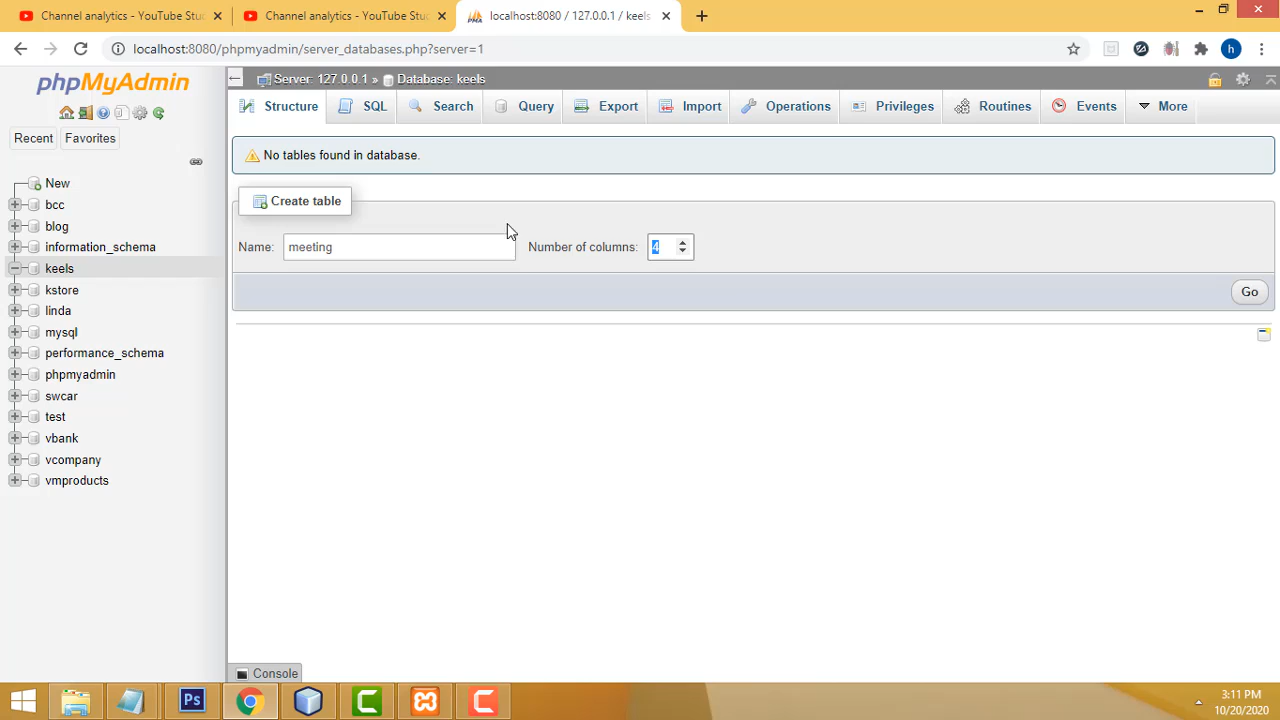 Channel analytics - YouTube Stu
Channel analytics - YouTube Stu
localhost:8080 / 127.0.0.1 / keels
localhost:8080/phpmyadmin/server_databases.php?server=1
h
phpMyAdmin
Recent
Favorites
New
bcc
blog
information_schema
keels
kstore
linda
mysql
performance_schema
phpmyadmin
swcar
test
vbank
vcompany
vmproducts
Server: 127.0.0.1 » Database: keels
Structure
SQL
Search
Query
Export
Import
Operations
Privileges
Routines
Events
More
No tables found in database.
Create table
Name: meeting
Number of columns: 4
Go
Console
Ps
3:11 PM
10/20/2020